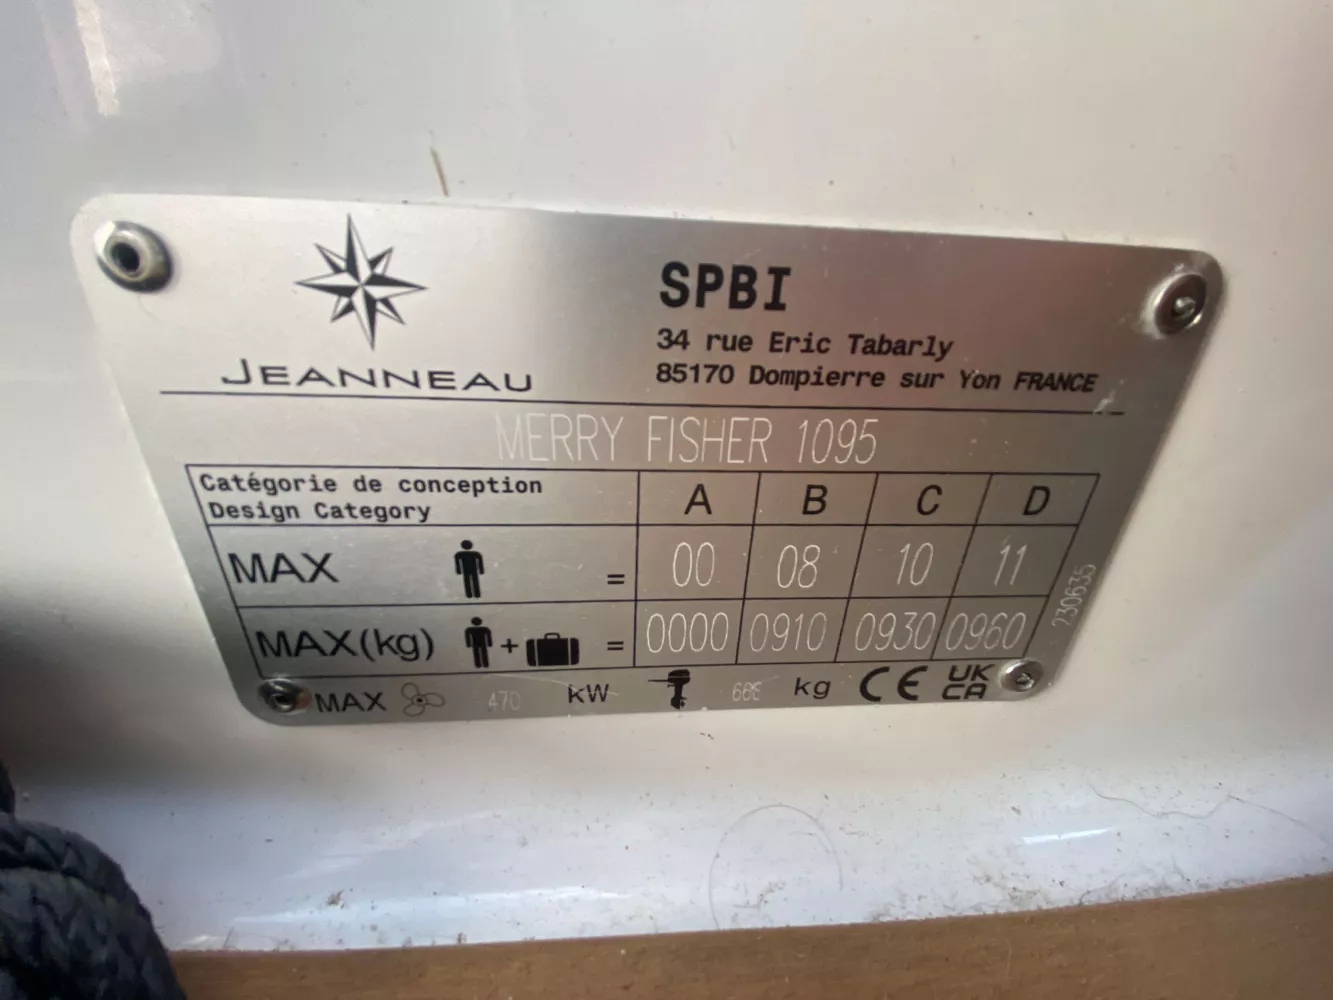 JEANNEAU
SPBI
34 rue Eric Tabarly
85170 Dompierre sur Yon FRANCE
MERRY FISHER 1095
Catégorie de conception
Design Category
A B C D
MAX = 00 08 10 11
MAX(kg) + = 0000 0910 0930 0960
230635
MAX 470 kW kg CE UK
CA